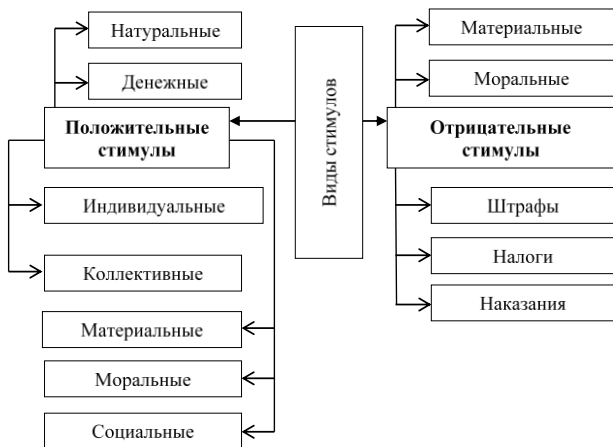 Натуральные
Денежные
Положительные
стимулы
Индивидуальные
Коллективные
Материальные
Моральные
Социальные
Виды стимулов
Материальные
Моральные
Отрицательные
стимулы
Штрафы
Налоги
Наказания